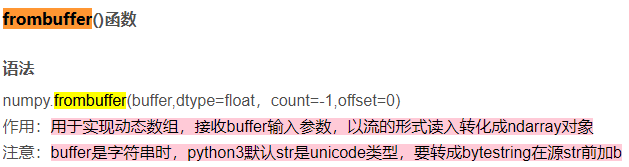 frombuffer()函数
语法
numpy.frombuffer(buffer,dtype=float，count=-1,offset=0)
作用：用于实现动态数组，接收buffer输入参数，以流的形式读入转化成ndarray对象
注意：buffer是字符串时，python3默认str是unicode类型，要转成bytestring在源str前加b